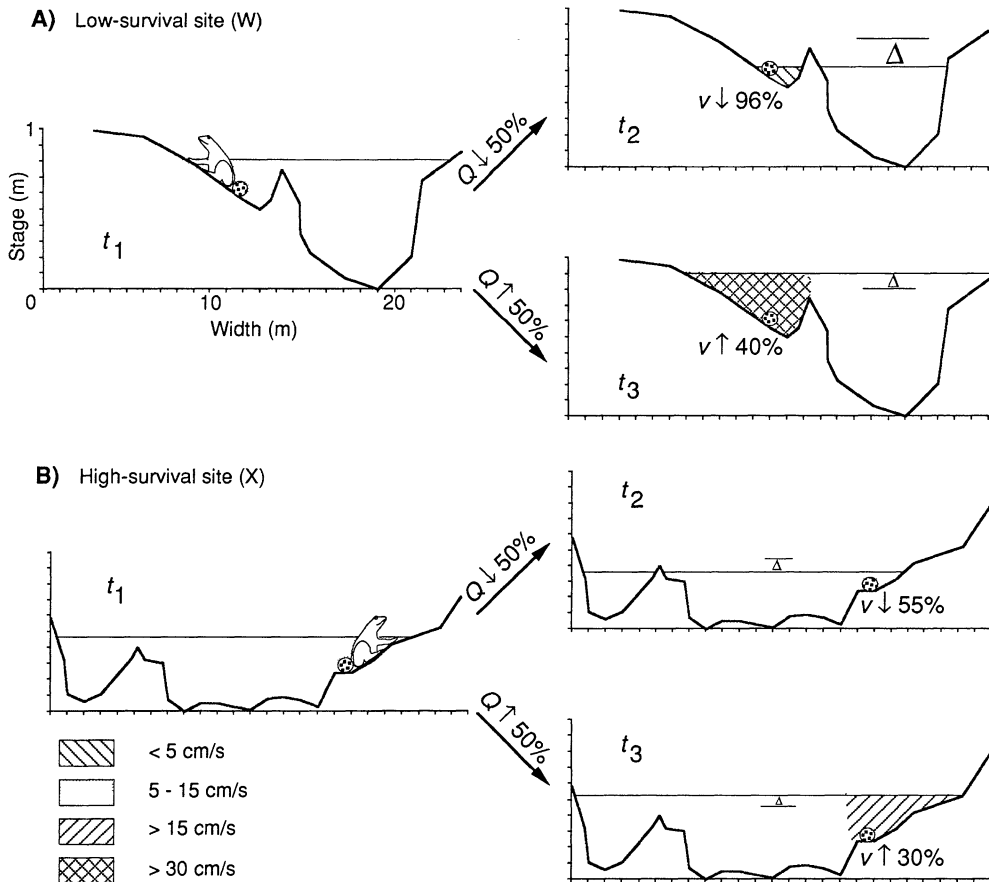 A) Low-survival site (W)
1
Stage (m)
t1
0
10
20
Width (m)
Q ↓ 50%
Q ↑ 50%
Δ
v ↓ 96%
t2
Δ
v ↑ 40%
t3
B) High-survival site (X)
t1
Q ↓ 50%
Q ↑ 50%
t2
Δ
v ↓ 55%
t3
Δ
v ↑ 30%
< 5 cm/s
5 - 15 cm/s
> 15 cm/s
> 30 cm/s